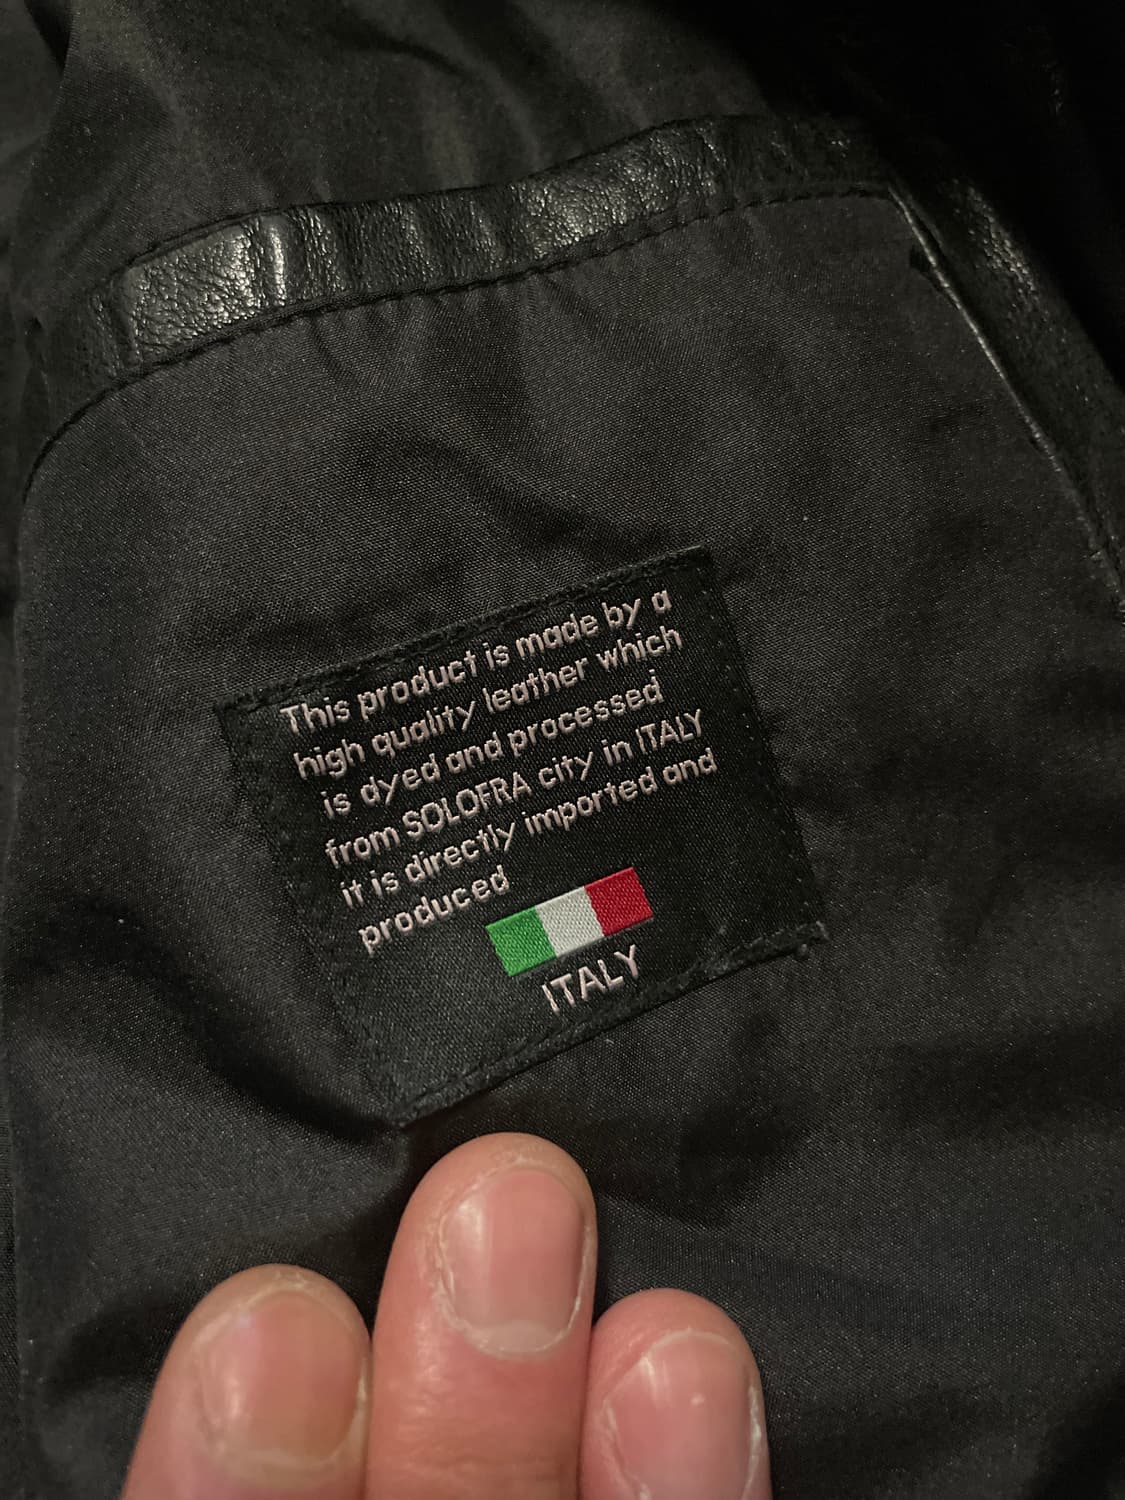 This product is made by a
high quality leather which
is dyed and processed
from SOLOFRA city in ITALY
it is directly imported and
produced
ITALY